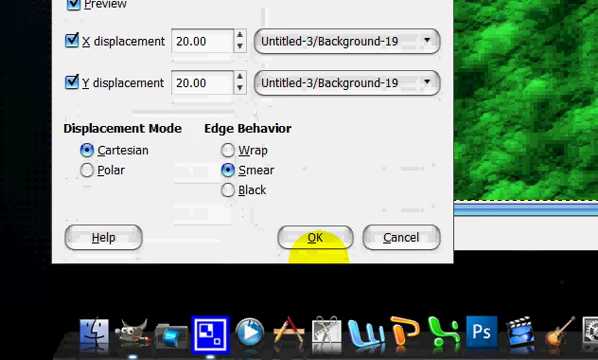 Preview
X displacement 20.00 Untitled-3/Background-19
Y displacement 20.00 Untitled-3/Background-19
Displacement Mode Edge Behavior
Cartesian Wrap
Polar Smear
Black
Help OK Cancel
Ps